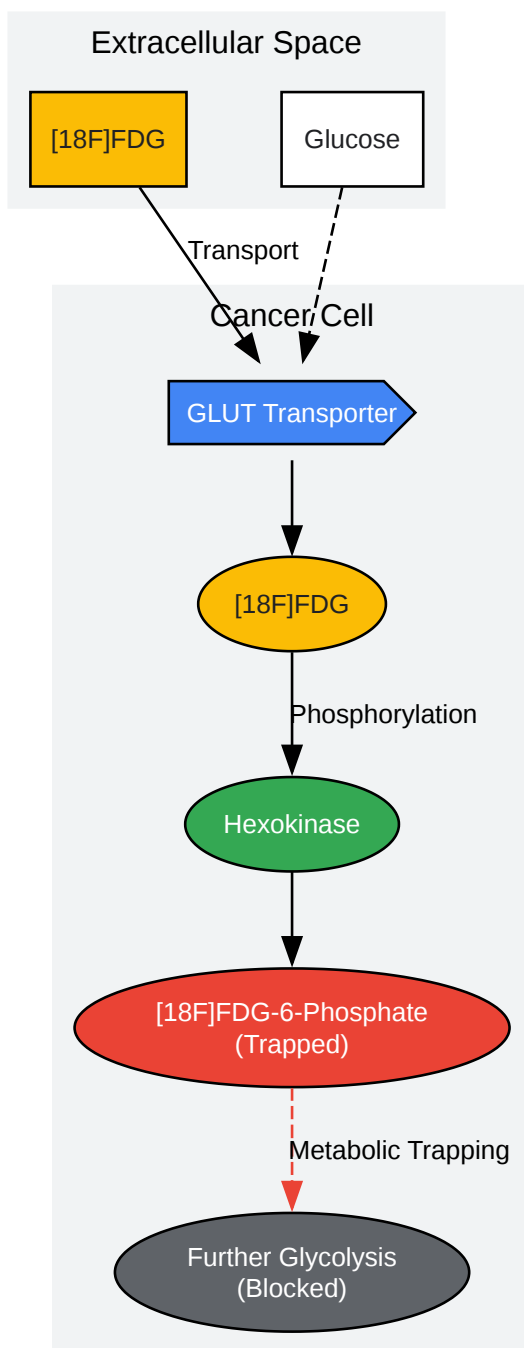 Extracellular Space
[18F]FDG
Glucose
Transport
Cancer Cell
GLUT Transporter
[18F]FDG
Phosphorylation
Hexokinase
[18F]FDG-6-Phosphate
(Trapped)
Metabolic Trapping
Further Glycolysis
(Blocked)